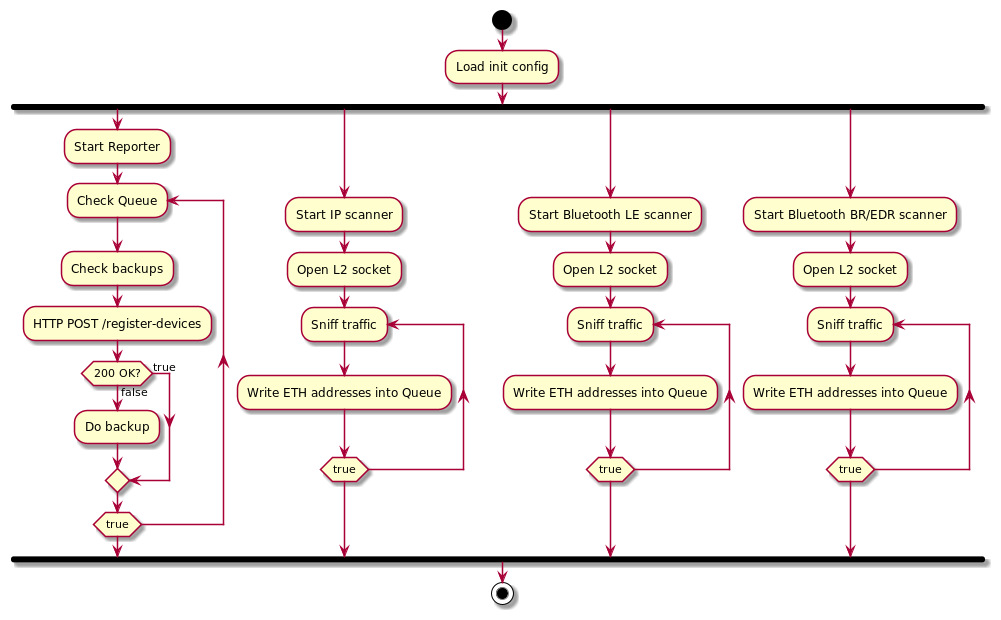 Load init config
Start Reporter
Check Queue
Check backups
HTTP POST /register-devices
200 OK?
true
false
Do backup
true
Start IP scanner
Open L2 socket
Sniff traffic
Write ETH addresses into Queue
true
Start Bluetooth LE scanner
Open L2 socket
Sniff traffic
Write ETH addresses into Queue
true
Start Bluetooth BR/EDR scanner
Open L2 socket
Sniff traffic
Write ETH addresses into Queue
true